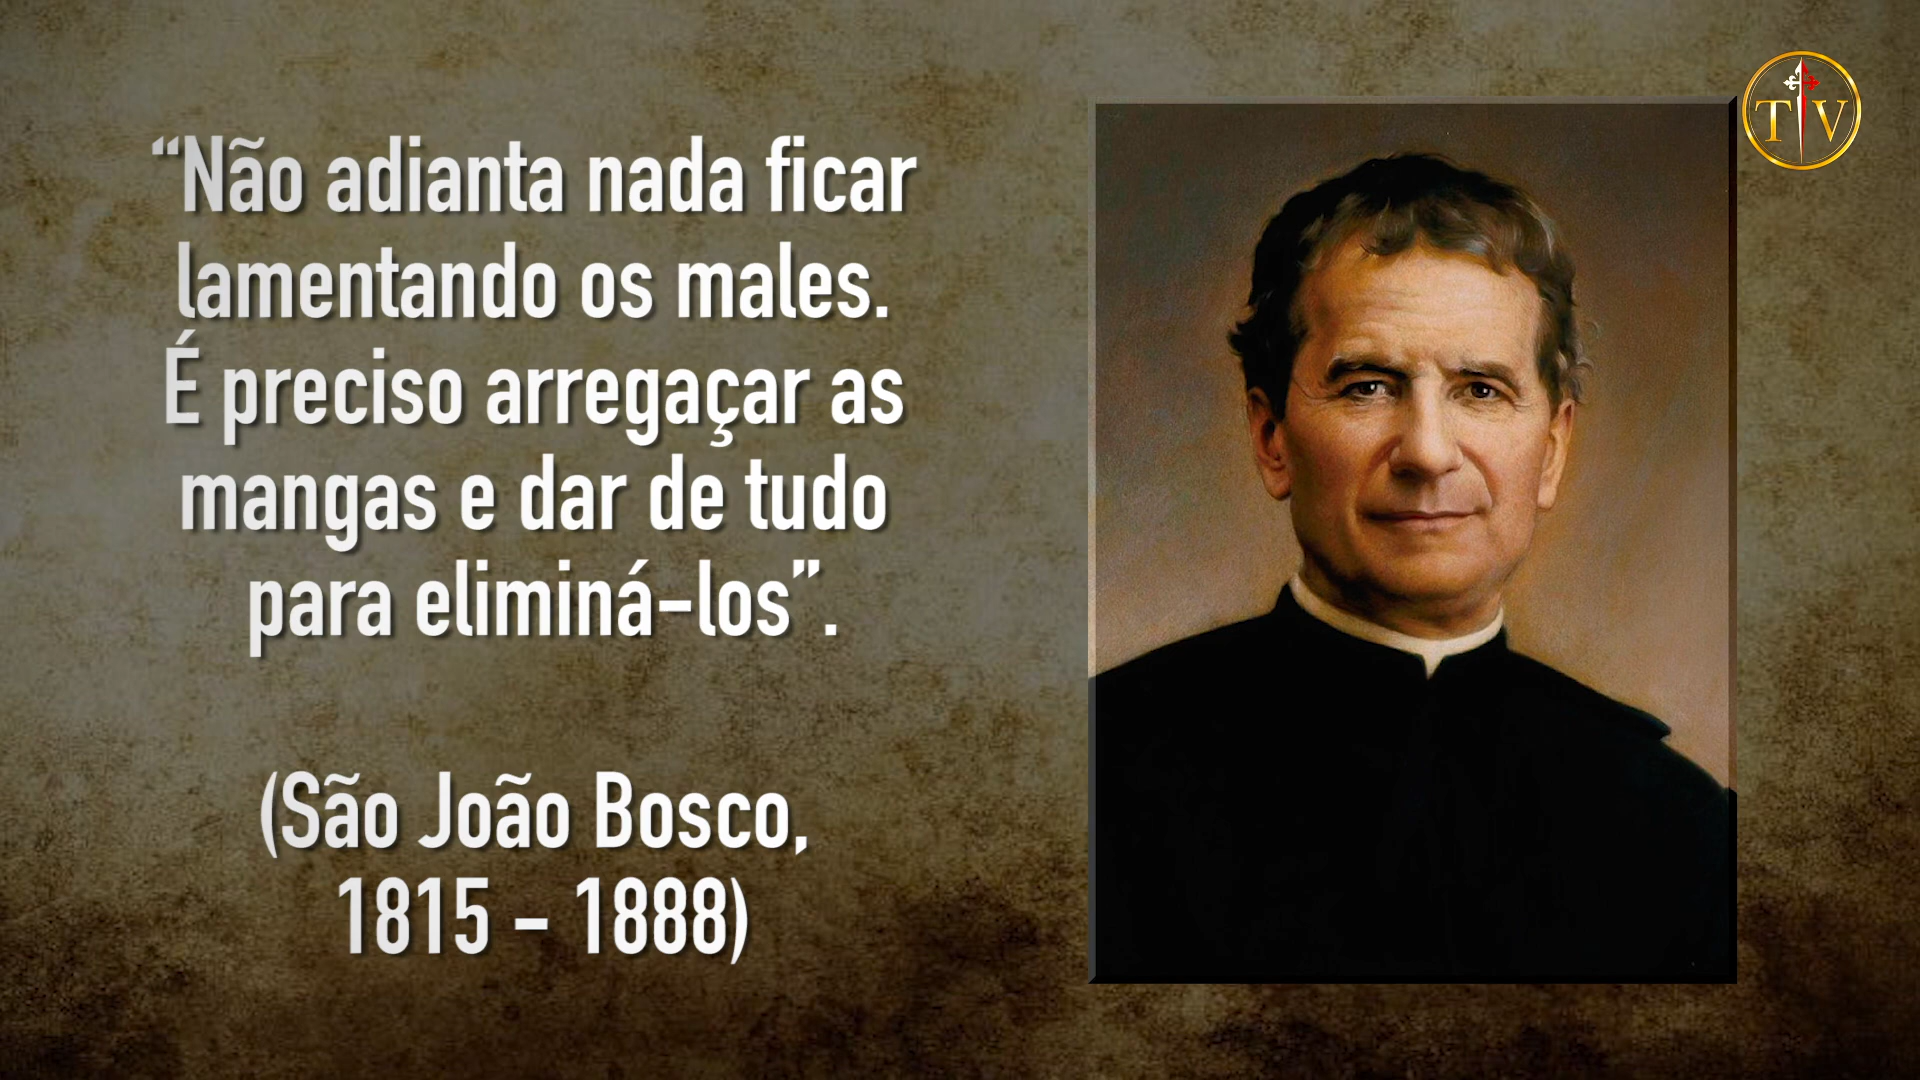 “Não adianta nada ficar
lamentando os males.
É preciso arregaçar as
mangas e dar de tudo
para eliminá-los”.
(São João Bosco,
1815 - 1888)
TV